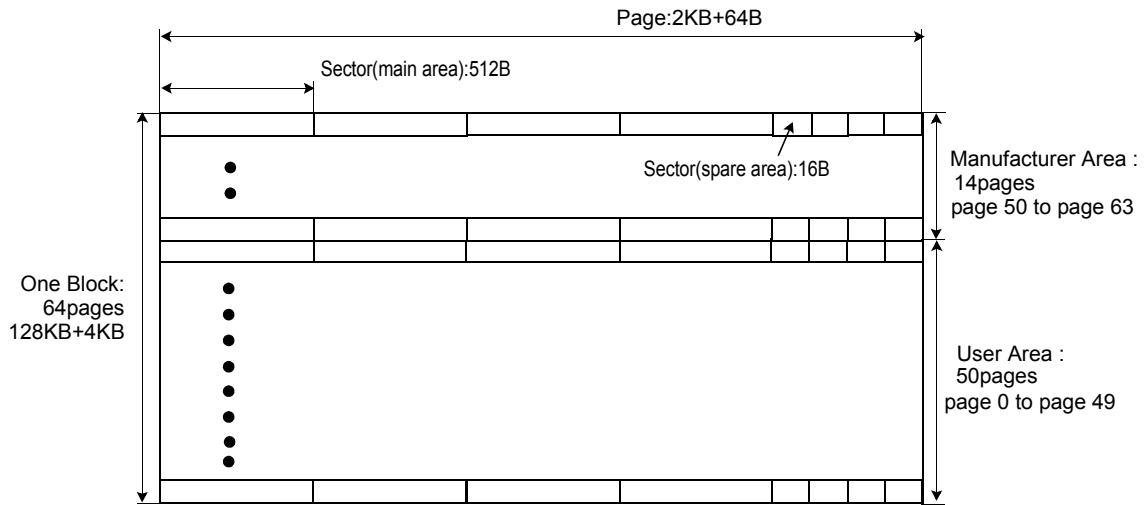 Page:2KB+64B
Sector(main area):512B
Sector(spare area):16B
Manufacturer Area :
14pages
page 50 to page 63
One Block:
64pages
128KB+4KB
User Area :
50pages
page 0 to page 49